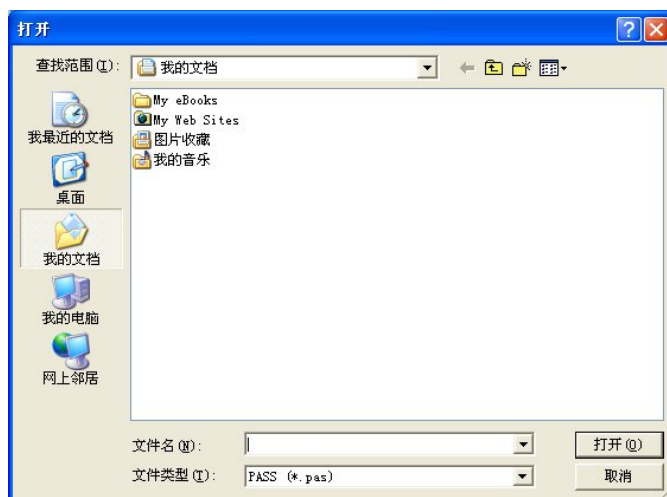 打开
查找范围(I): 我的文档
My eBooks
My Web Sites
图片收藏
我的音乐
我最近的文档
桌面
我的文档
我的电脑
网上邻居
文件名(N): 打开(O)
文件类型(T): PASS (*.pas) 取消